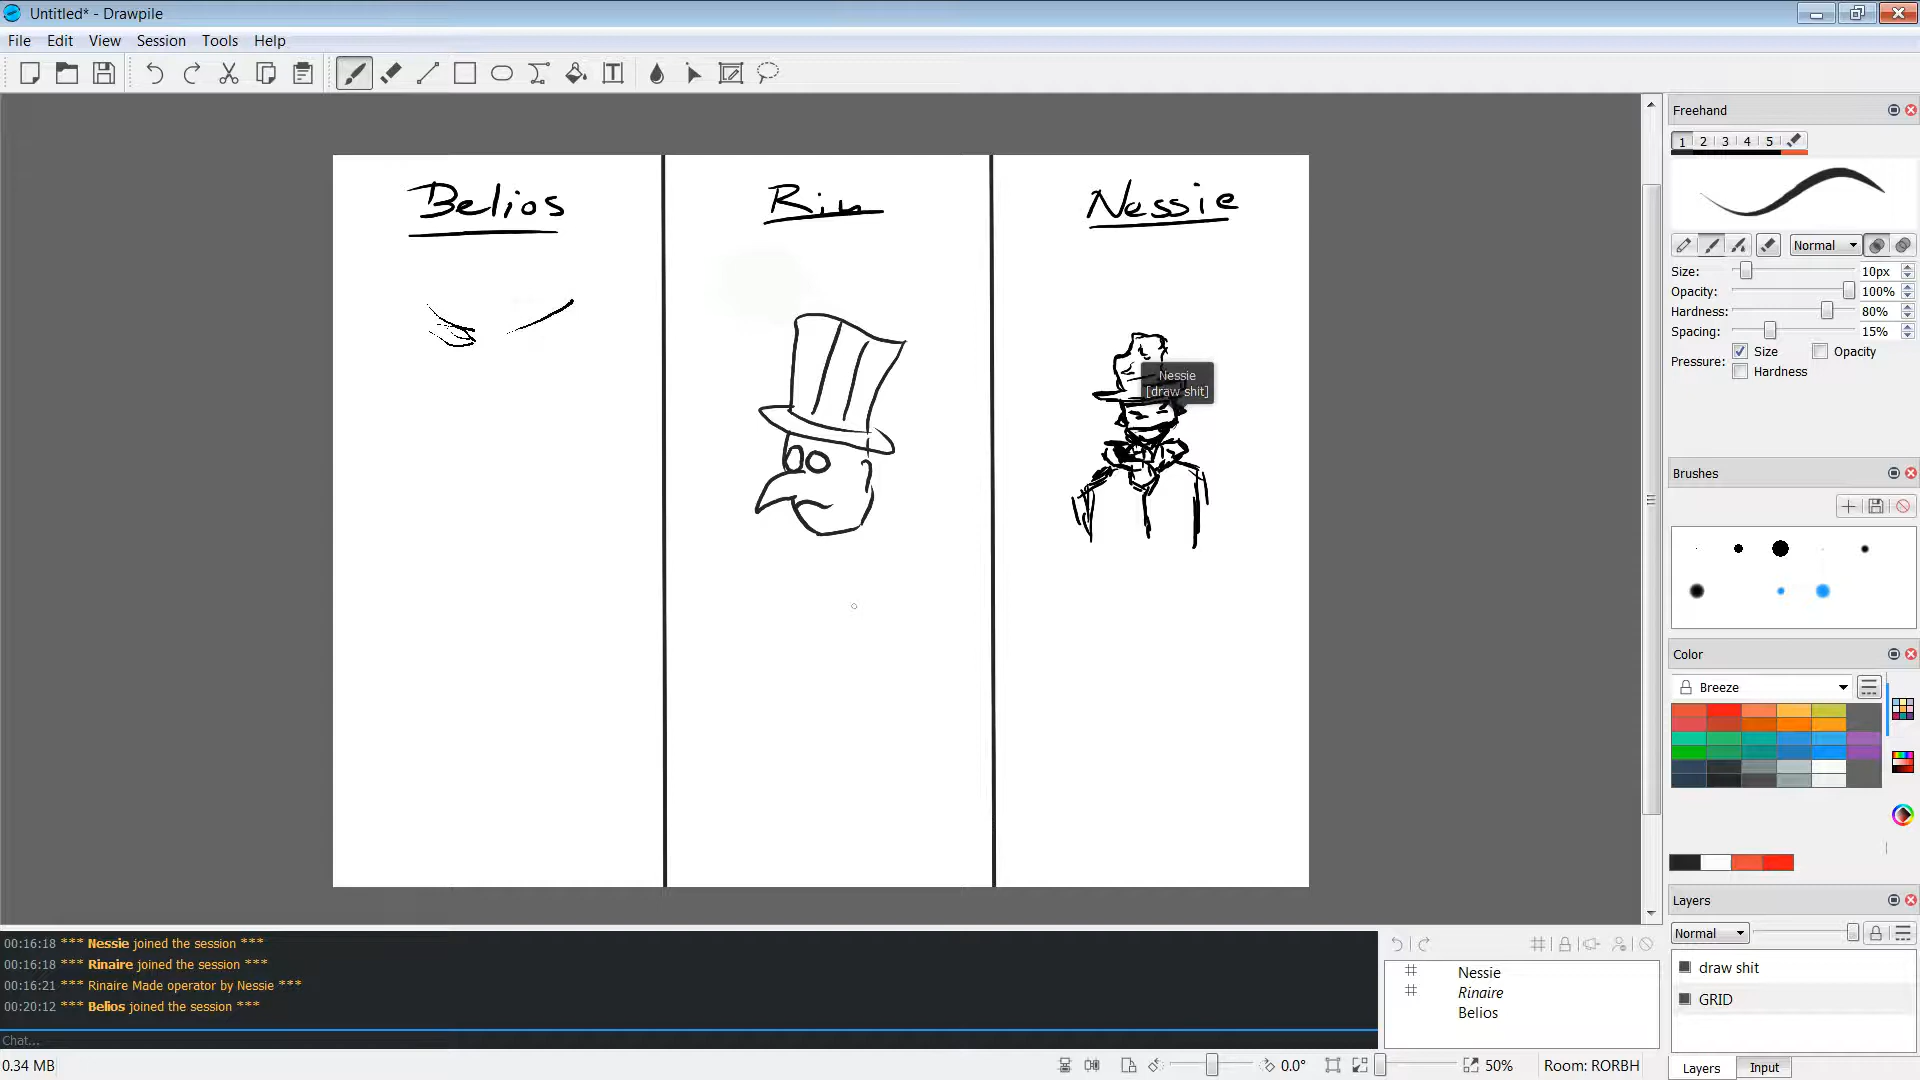 Untitled* - Drawpile
File Edit View Session Tools Help
Freehand
1 2 3 4 5
Normal
Size: 10px
Opacity: 100%
Hardness: 80%
Spacing: 15%
Pressure: Size Opacity
Hardness
Belios Rin Nessie
Nessie
[draw shit]
Brushes
Color
Breeze
Layers
Normal
draw shit
GRID
Layers Input
00:16:18 *** Nessie joined the session ***
00:16:18 *** Rinaire joined the session ***
00:16:21 *** Rinaire Made operator by Nessie ***
00:20:12 *** Belios joined the session ***
Chat...
Nessie
Rinaire
Belios
0.34 MB 0.0° 50% Room: RORBH